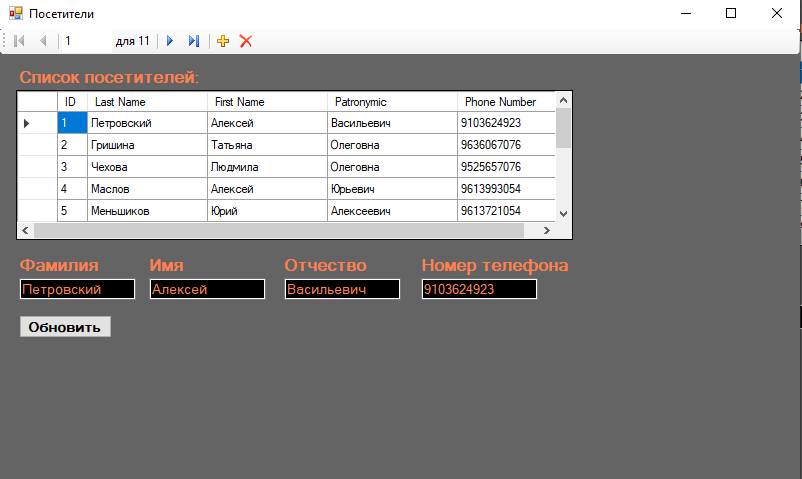 Посетители
1 для 11
Список посетителей:
ID Last Name First Name Patronymic Phone Number
1 Петровский Алексей Васильевич 9103624923
2 Гришина Татьяна Олеговна 9636067076
3 Чехова Людмила Олеговна 9525657076
4 Маслов Алексей Юрьевич 9613993054
5 Меньшиков Юрий Алексеевич 9613721054
Фамилия Имя Отчество Номер телефона
Петровский Алексей Васильевич 9103624923
Обновить